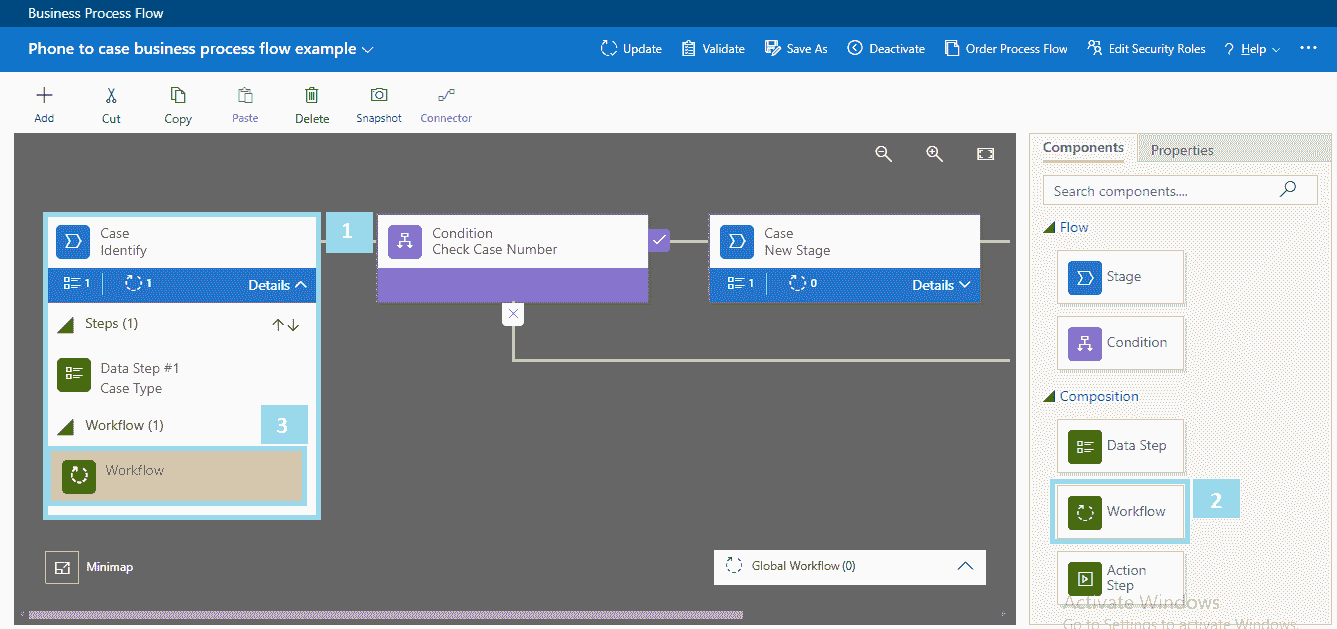 Business Process Flow
Phone to case business process flow example
Update
Validate
Save As
Deactivate
Order Process Flow
Edit Security Roles
? Help
...
Add
Cut
Copy
Paste
Delete
Snapshot
Connector
Components
Properties
Search components....
Flow
Stage
Condition
Composition
Data Step
Workflow
2
Action
Step
Case
Identify
1
1
Details
1
Steps (1)
Data Step #1
Case Type
Workflow (1)
3
Workflow
Condition
Check Case Number
Case
New Stage
1
0
Details
Minimap
Global Workflow (0)
Activate Windows
Go to Settings to activate Windows.